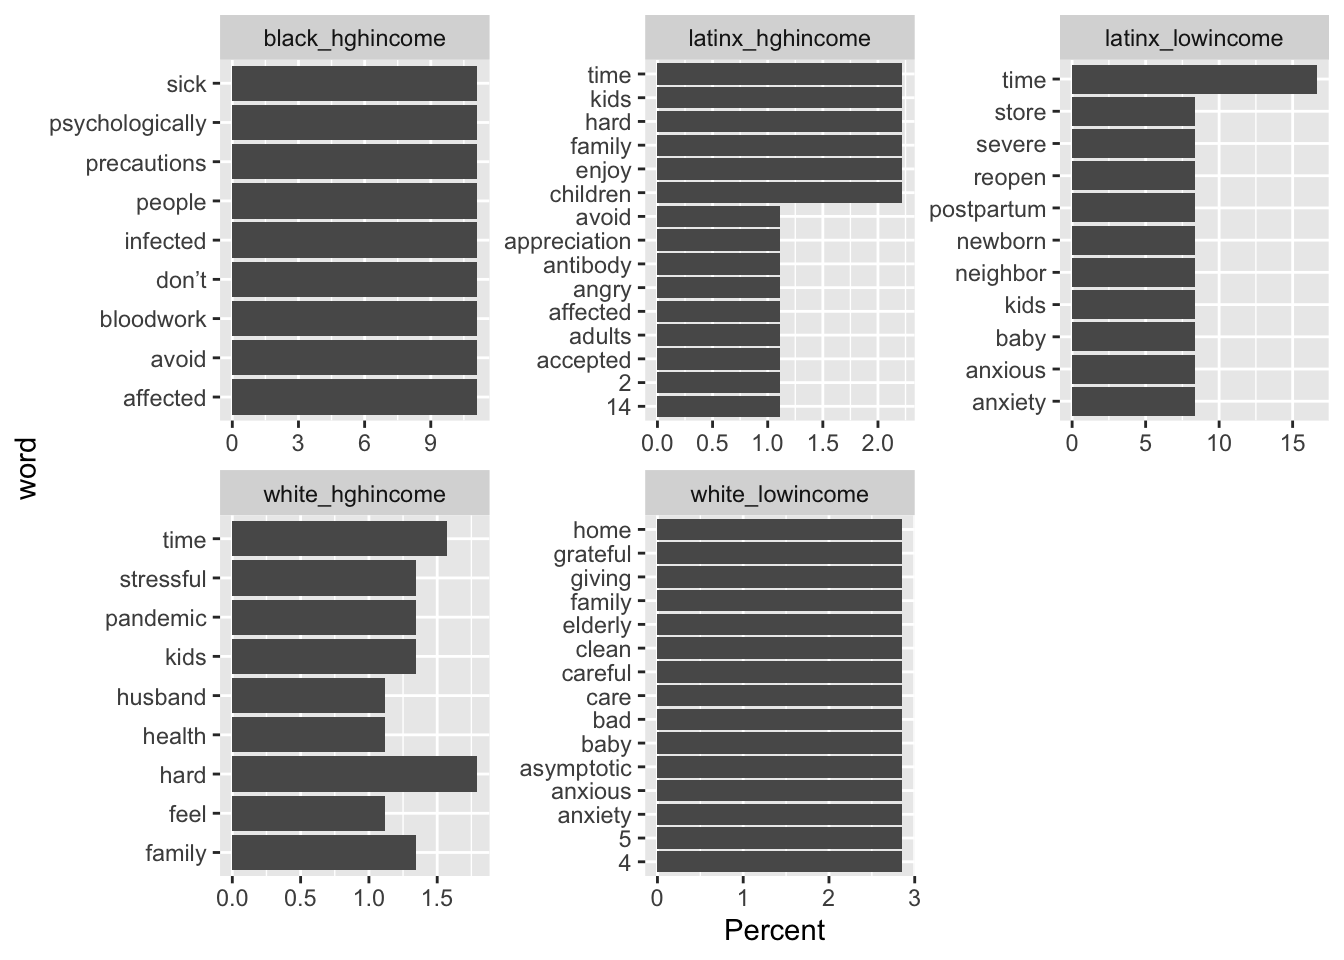 black_hghincome
sick
psychologically
precautions
people
infected
don’t
bloodwork
avoid
affected
0 3 6 9
latinx_hghincome
time
kids
hard
family
enjoy
children
avoid
appreciation
antibody
angry
affected
adults
accepted
2
14
0.0 0.5 1.0 1.5 2.0
latinx_lowincome
time
store
severe
reopen
postpartum
newborn
neighbor
kids
baby
anxious
anxiety
0 5 10 15
word
white_hghincome
time
stressful
pandemic
kids
husband
health
hard
feel
family
0.0 0.5 1.0 1.5
white_lowincome
home
grateful
giving
family
elderly
clean
careful
care
bad
baby
asymptotic
anxious
anxiety
5
4
0 1 2 3
Percent